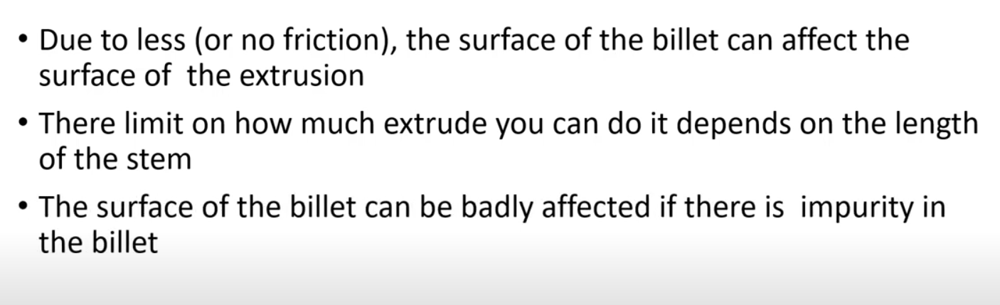 • Due to less (or no friction), the surface of the billet can affect the
surface of  the extrusion
• There limit on how much extrude you can do it depends on the length
of the stem
• The surface of the billet can be badly affected if there is  impurity in
the billet